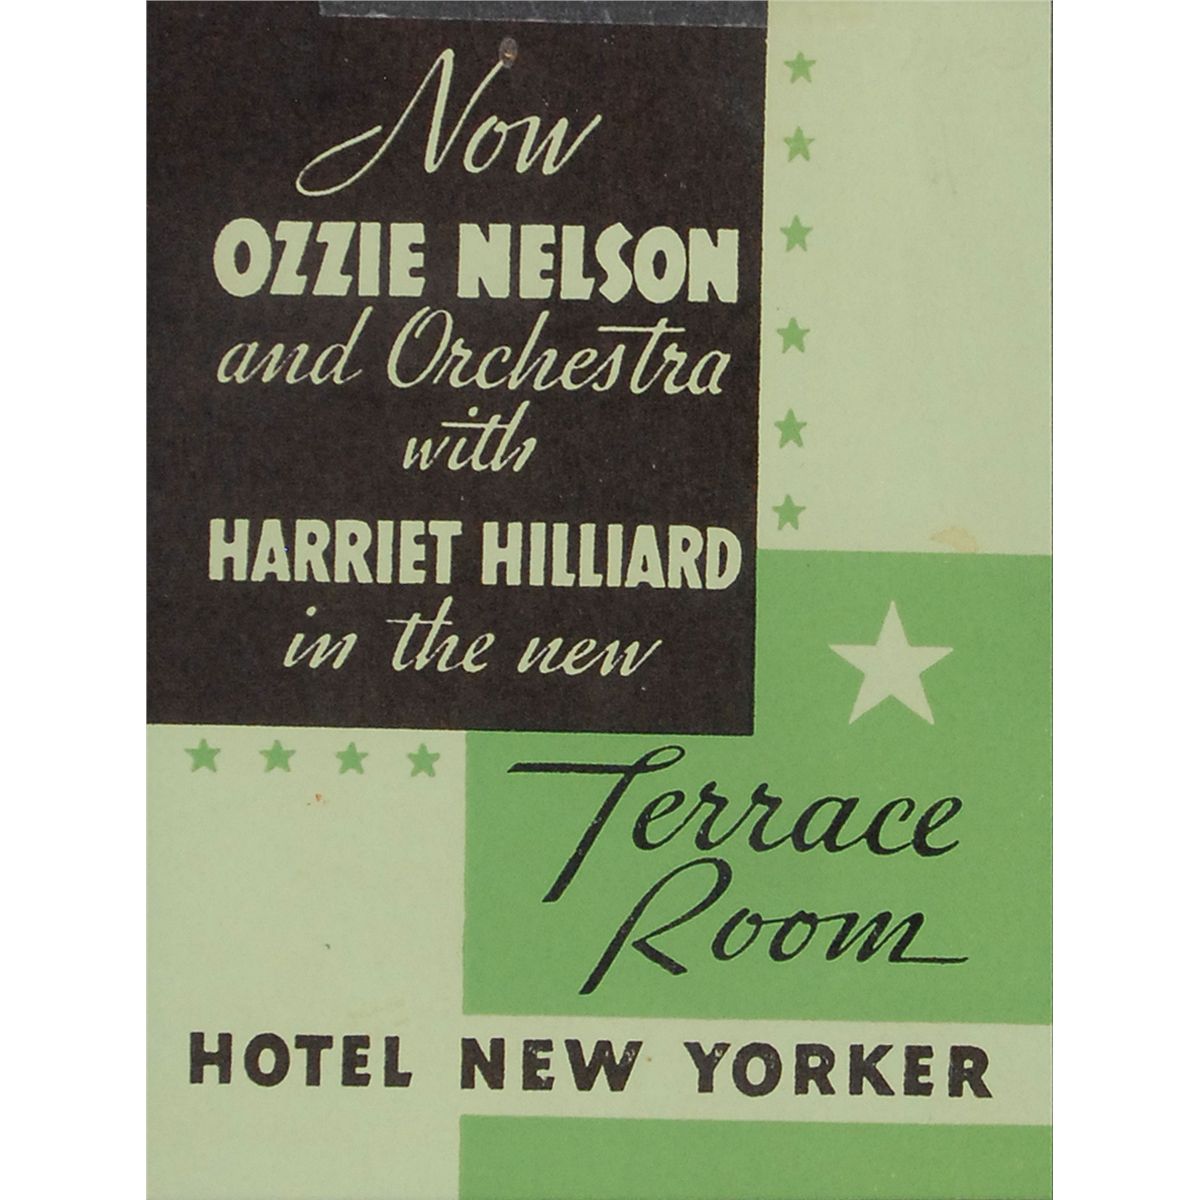 Now
OZZIE NELSON
and Orchestra
with
HARRIET HILLIARD
in the new
Terrace
Room
HOTEL NEW YORKER